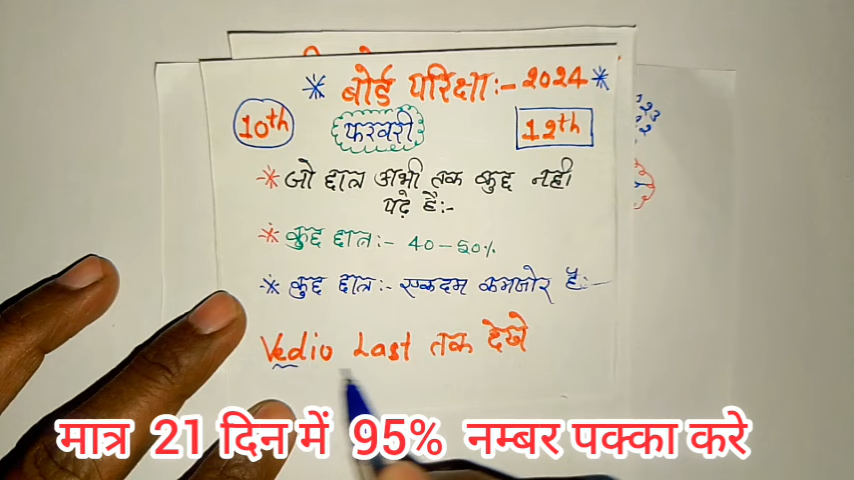 * बोर्ड परिक्षा:- 2024 *
10th फरवरी 12th
* जो छात्र अभी तक कुछ नही
पढ़े है:-
* कुछ छात्र:- 40-50%
* कुछ छात्र:- एकदम कमजोर है:-
Vedio Last तक देखे
मात्र 21 दिन में 95% नम्बर पक्का करे